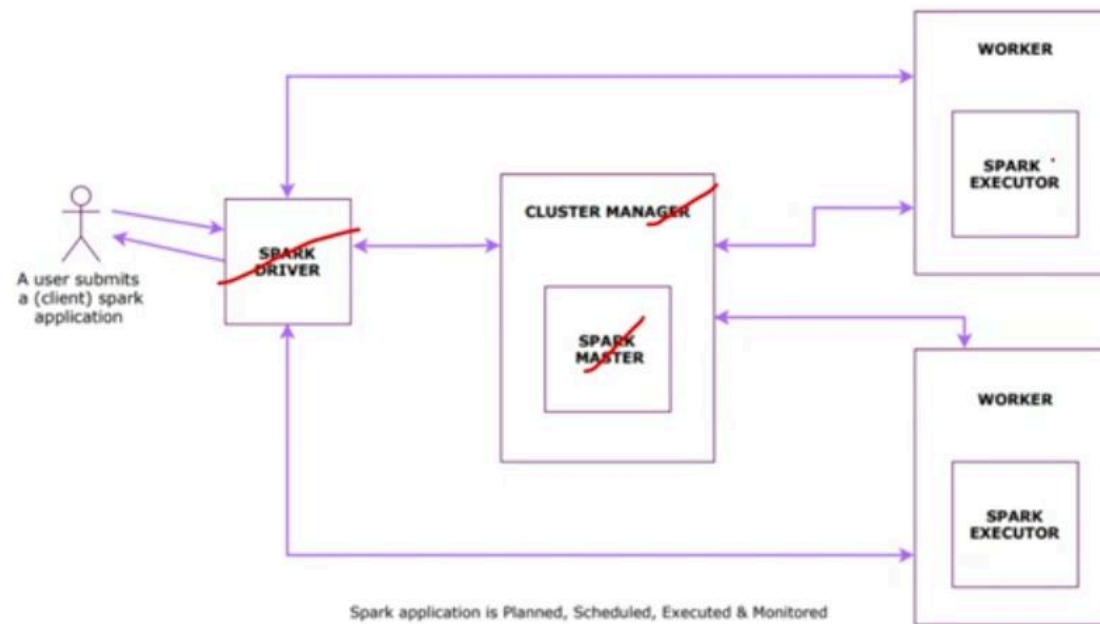 WORKER
SPARK
EXECUTOR
CLUSTER MANAGER
SPARK
DRIVER
A user submits
a (client) spark
application
SPARK
MASTER
WORKER
SPARK
EXECUTOR
Spark application is Planned, Scheduled, Executed & Monitored